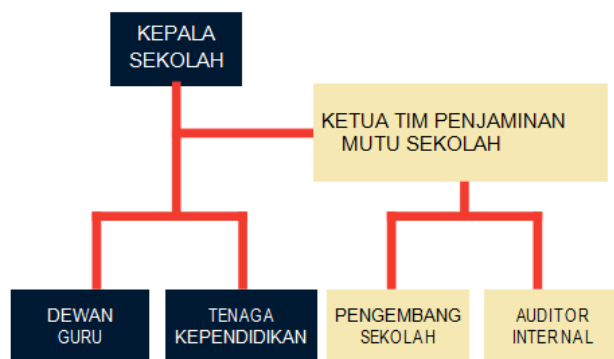 KEPALA
SEKOLAH
KETUA TIM PENJAMINAN
MUTU SEKOLAH
DEWAN
GURU
TENAGA
KEPENDIDIKAN
PENGEMBANG
SEKOLAH
AUDITOR
INTERNAL